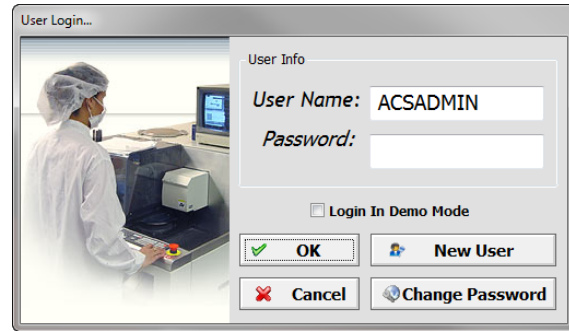 User Login...
User Info
User Name: ACSADMIN
Password:
Login In Demo Mode
OK
New User
Cancel
Change Password